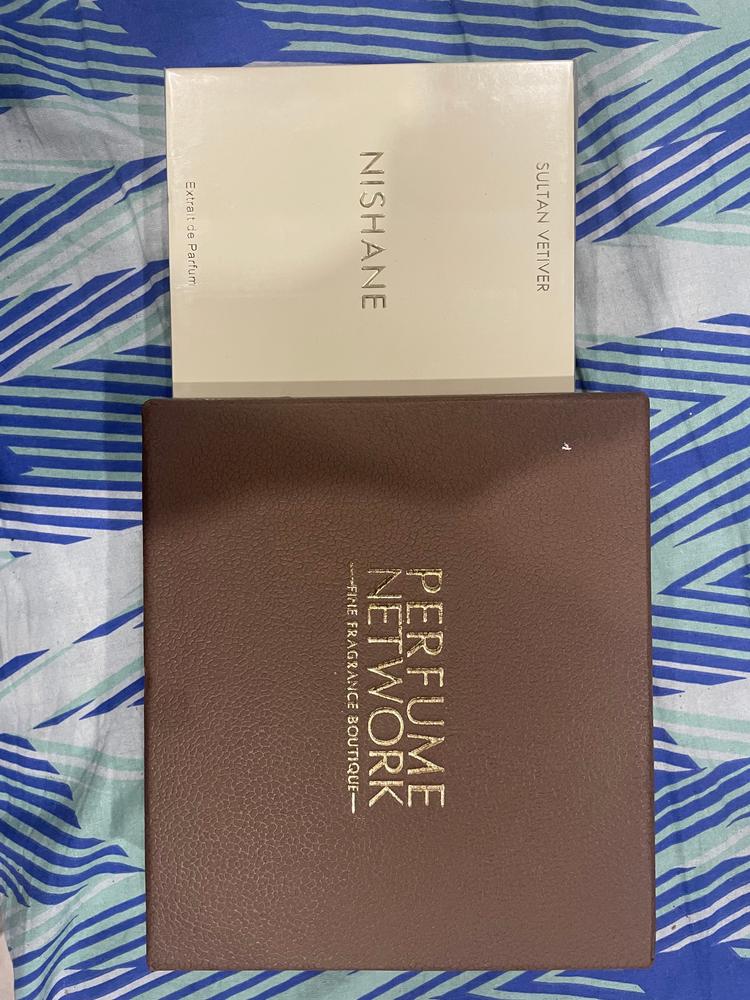 SULTAN VETIVER
NISHANE
Extrait de Parfum
PERFUME
NETWORK
FINE FRAGRANCE BOUTIQUE